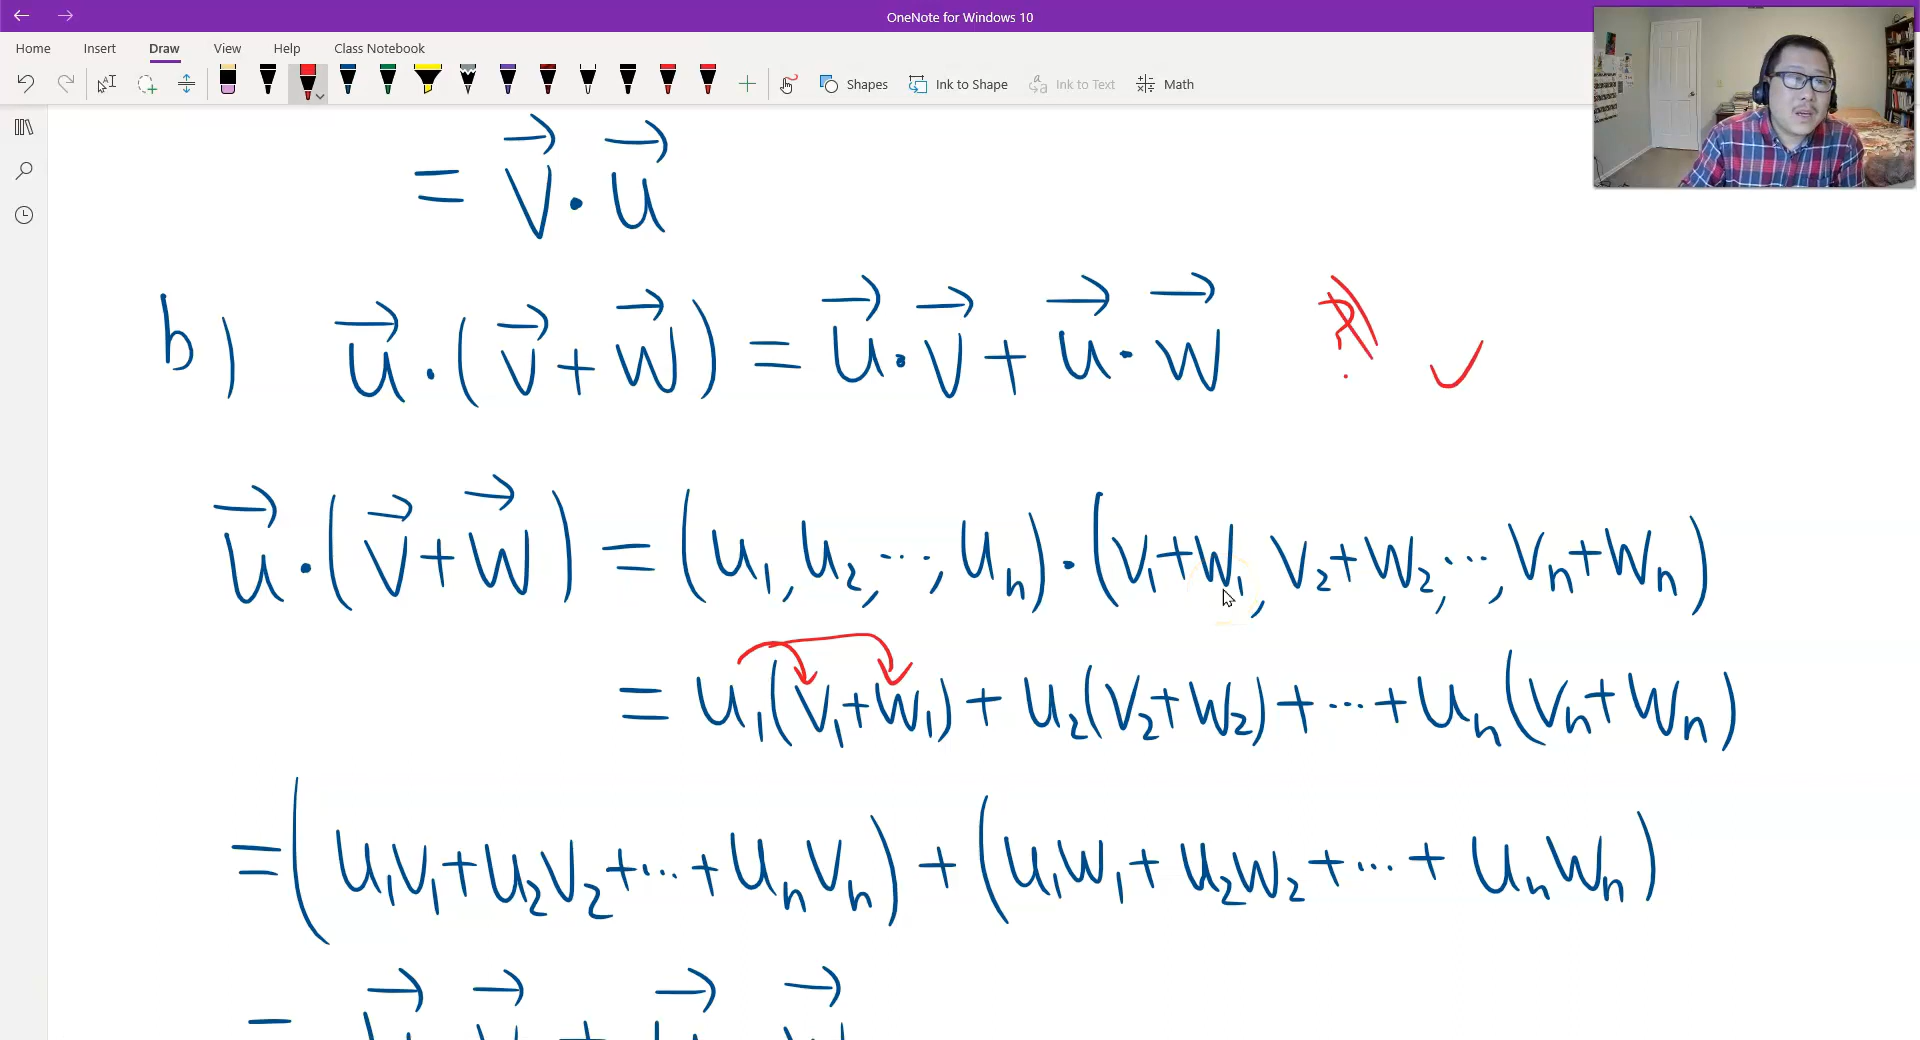 OneNote for Windows 10
Home Insert Draw View Help Class Notebook
Shapes Ink to Shape Ink to Text Math
= v⃗ · u⃗
b) u⃗ · (v⃗ + w⃗) = u⃗ · v⃗ + u⃗ · w⃗ ? ✓
u⃗ · (v⃗ + w⃗) = (u₁, u₂, ⋯, uₙ) · (v₁+w₁, v₂+w₂, ⋯, vₙ+wₙ)
= u₁(v₁+w₁) + u₂(v₂+w₂) + ⋯ + uₙ(vₙ+wₙ)
= (u₁v₁ + u₂v₂ + ⋯ + uₙvₙ) + (u₁w₁ + u₂w₂ + ⋯ + uₙwₙ)